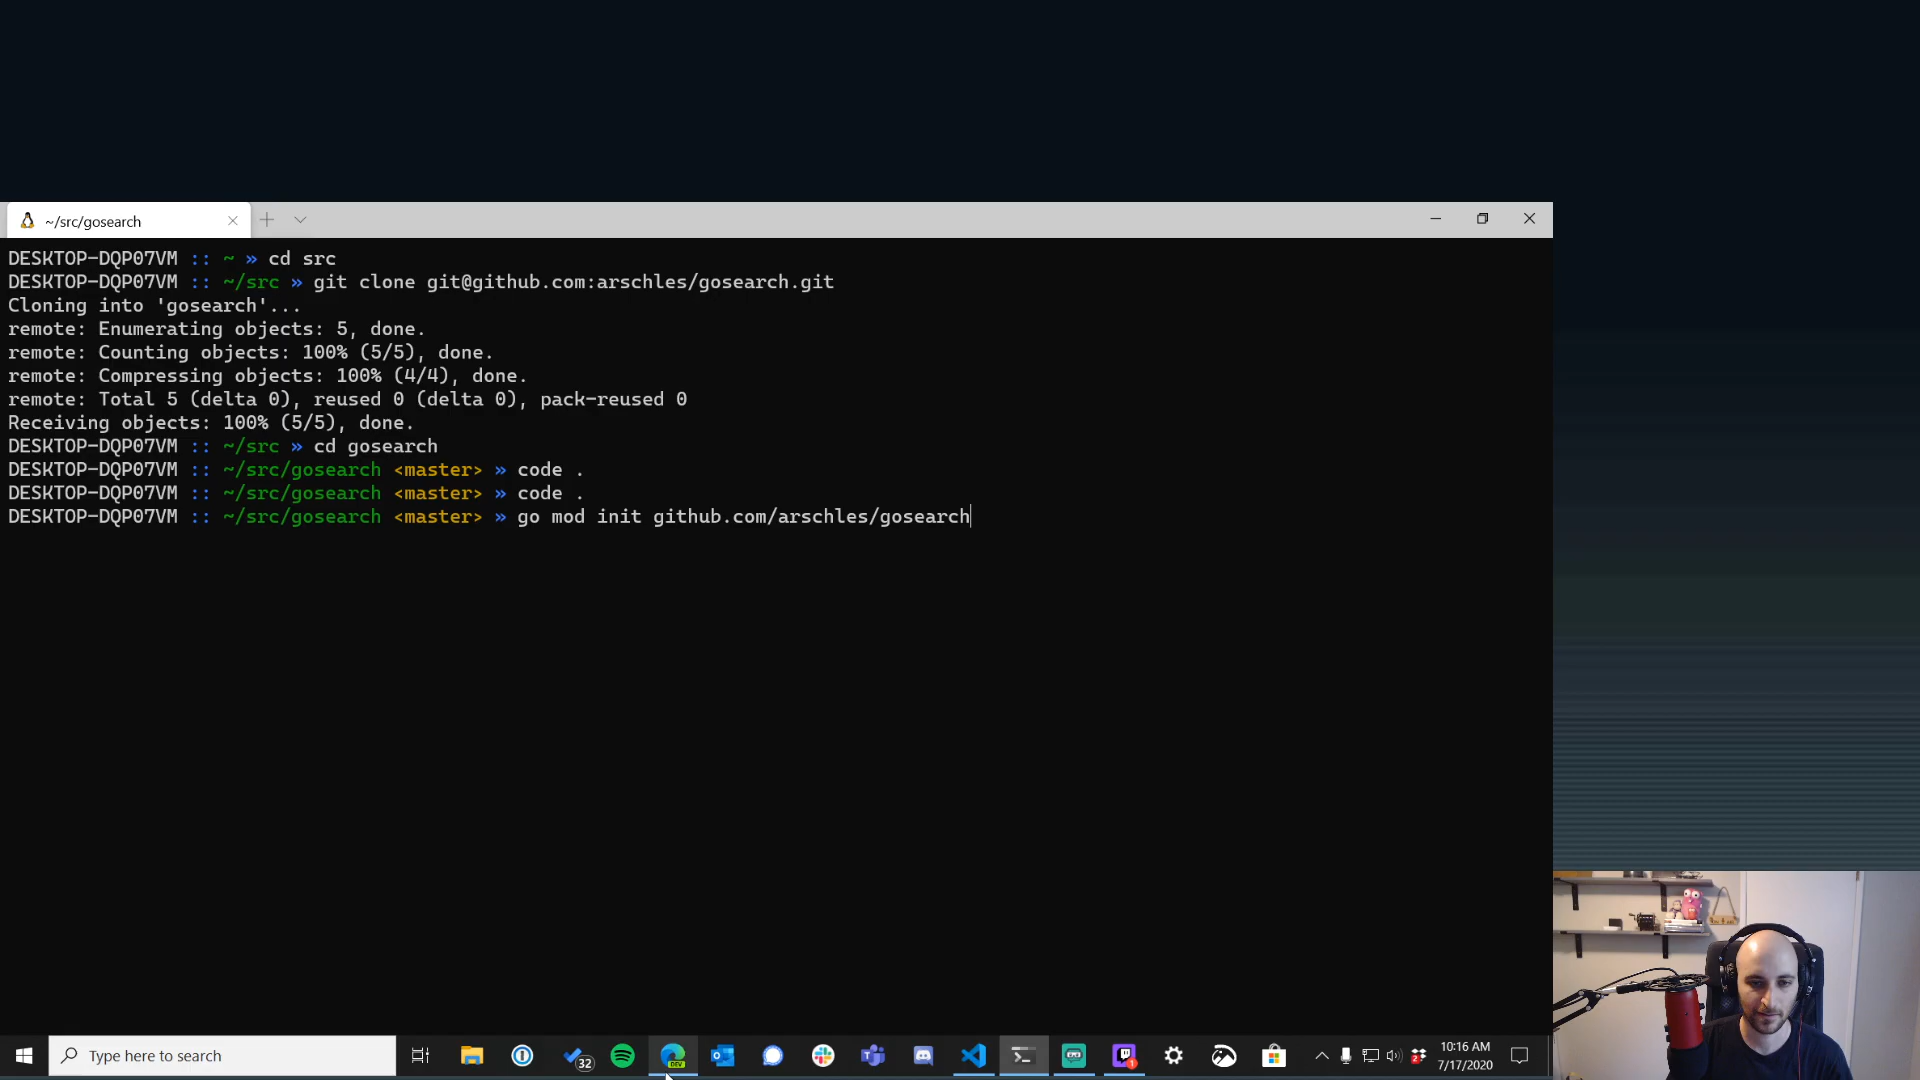 ~/src/gosearch
DESKTOP-DQP07VM :: ~ » cd src
DESKTOP-DQP07VM :: ~/src » git clone git@github.com:arschles/gosearch.git
Cloning into 'gosearch'...
remote: Enumerating objects: 5, done.
remote: Counting objects: 100% (5/5), done.
remote: Compressing objects: 100% (4/4), done.
remote: Total 5 (delta 0), reused 0 (delta 0), pack-reused 0
Receiving objects: 100% (5/5), done.
DESKTOP-DQP07VM :: ~/src » cd gosearch
DESKTOP-DQP07VM :: ~/src/gosearch <master> » code .
DESKTOP-DQP07VM :: ~/src/gosearch <master> » code .
DESKTOP-DQP07VM :: ~/src/gosearch <master> » go mod init github.com/arschles/gosearch
Type here to search
32
DEV
1
2
10:16 AM
7/17/2020